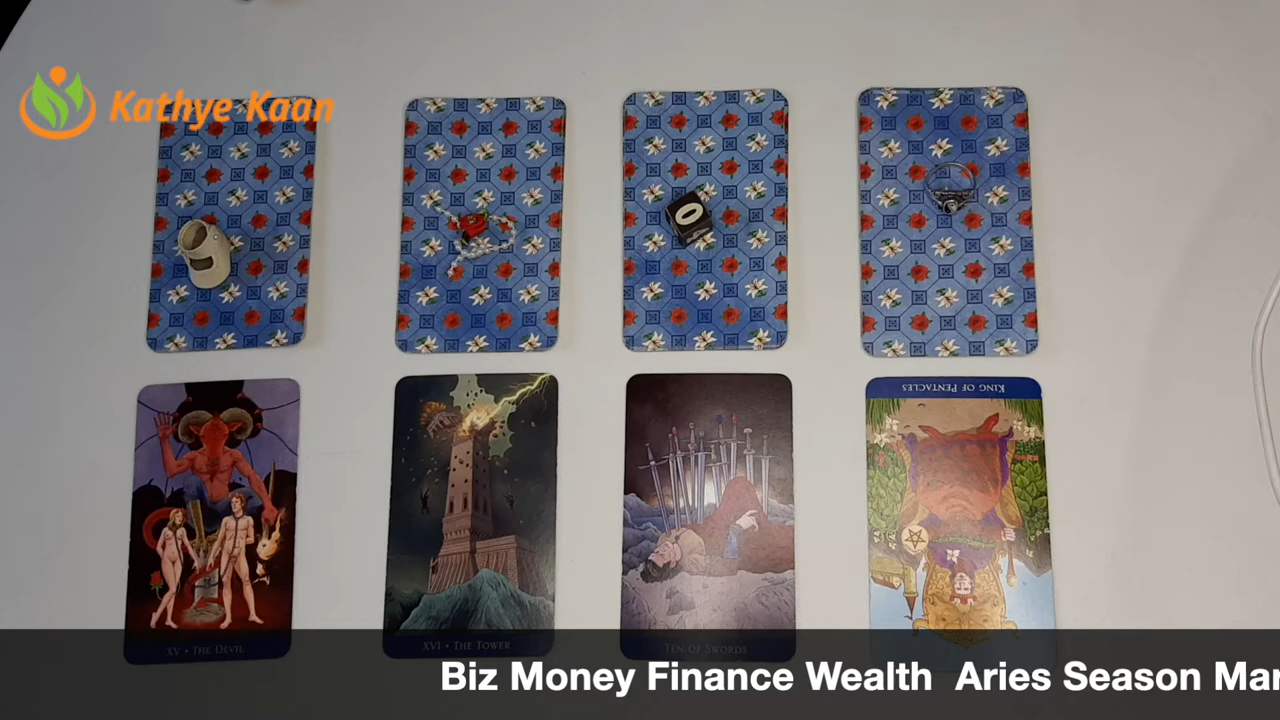 Kathye Kaan
KING OF PENTACLES
XV • THE DEVIL
XVI • THE TOWER
TEN OF SWORDS
Biz Money Finance Wealth Aries Season Mar